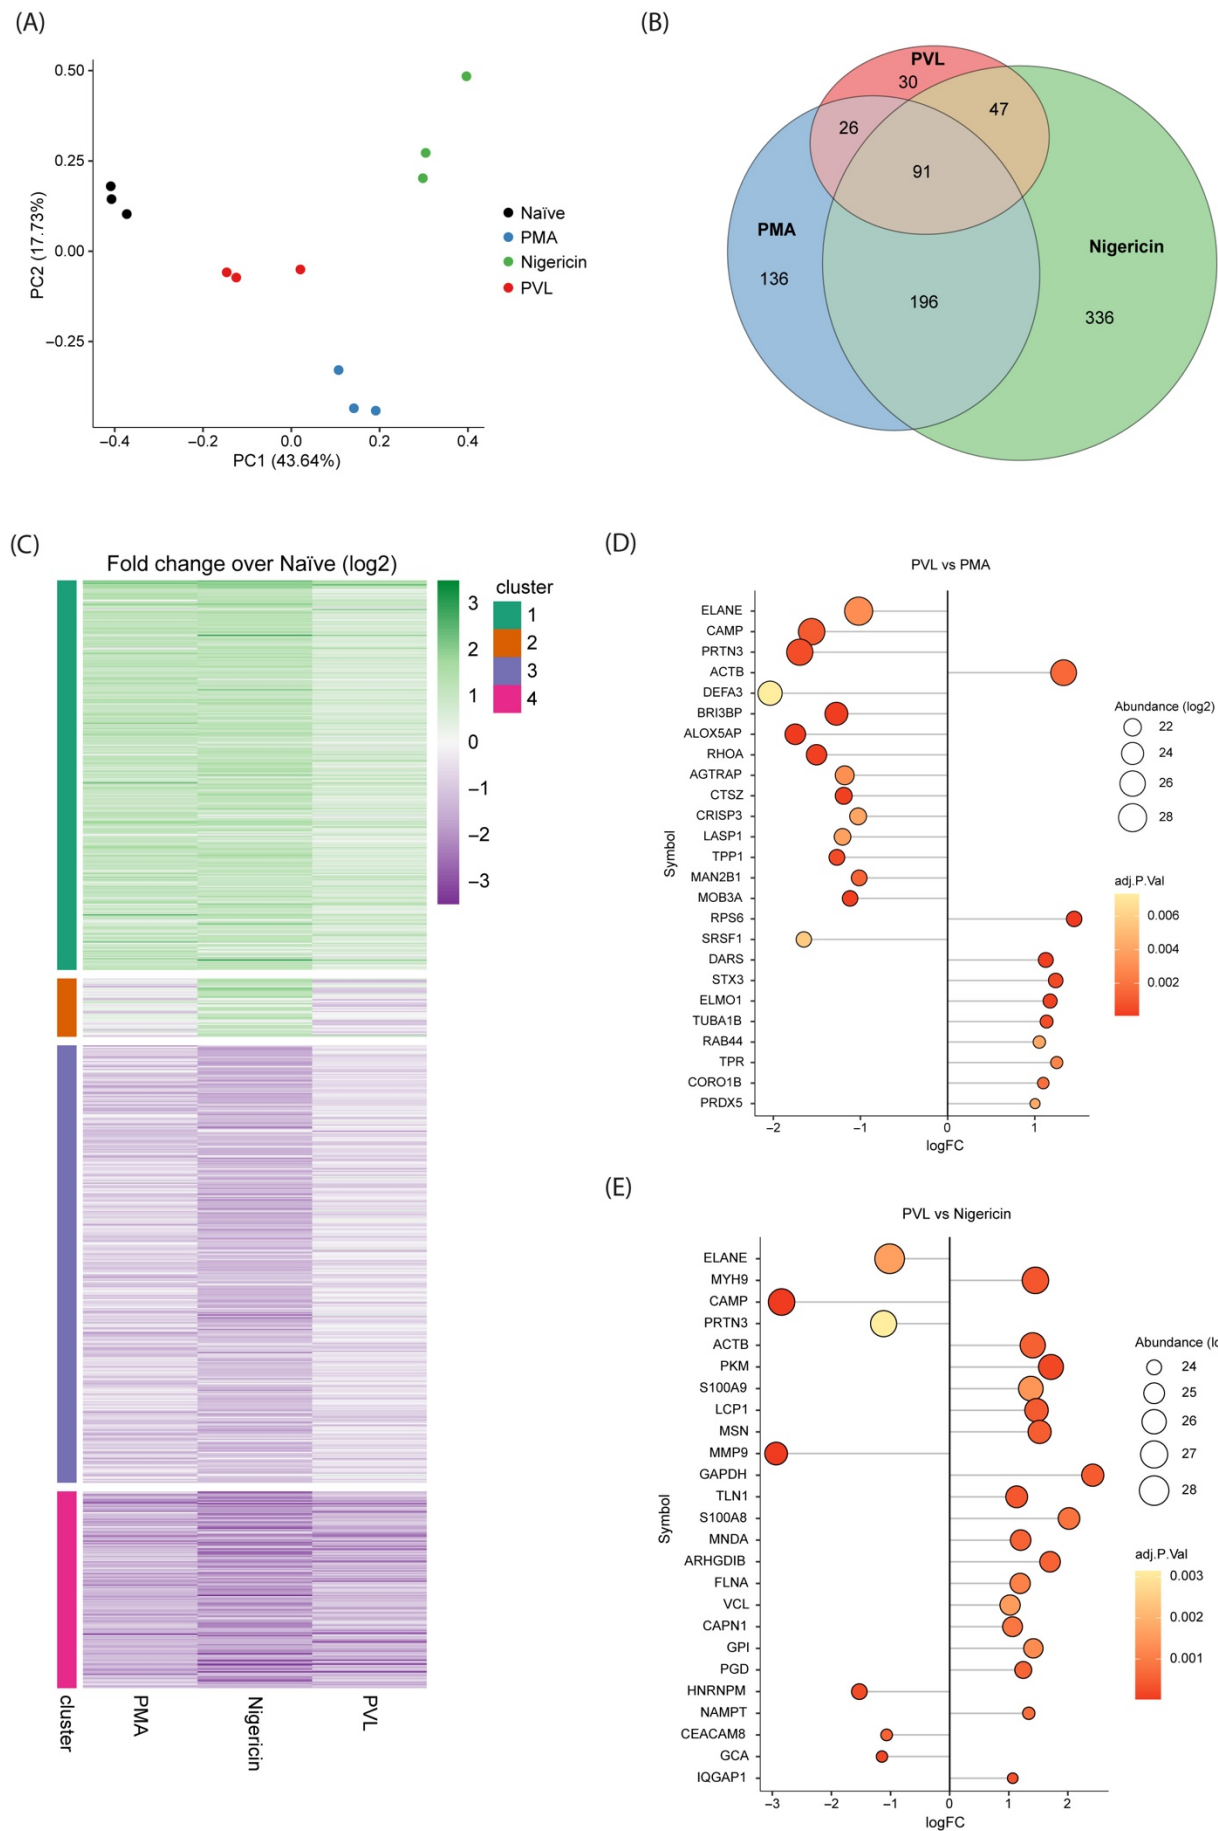 (A)
0.50
0.25
0.00
−0.25
PC2 (17.73%)
−0.4
−0.2
0.0
0.2
0.4
PC1 (43.64%)
Naïve
PMA
Nigericin
PVL
(B)
PVL
30
47
26
91
PMA
Nigericin
136
196
336
(C)
Fold change over Naïve (log2)
3
2
1
0
−1
−2
−3
cluster
1
2
3
4
cluster
PMA
Nigericin
PVL
(D)
PVL vs PMA
Symbol
ELANE
CAMP
PRTN3
ACTB
DEFA3
BRI3BP
ALOX5AP
RHOA
AGTRAP
CTSZ
CRISP3
LASP1
TPP1
MAN2B1
MOB3A
RPS6
SRSF1
DARS
STX3
ELMO1
TUBA1B
RAB44
TPR
CORO1B
PRDX5
−2
−1
0
1
logFC
Abundance (log2)
22
24
26
28
adj.P.Val
0.006
0.004
0.002
(E)
PVL vs Nigericin
Symbol
ELANE
MYH9
CAMP
PRTN3
ACTB
PKM
S100A9
LCP1
MSN
MMP9
GAPDH
TLN1
S100A8
MNDA
ARHGDIB
FLNA
VCL
CAPN1
GPI
PGD
HNRNPM
NAMPT
CEACAM8
GCA
IQGAP1
−3
−2
−1
0
1
2
logFC
Abundance (lo
24
25
26
27
28
adj.P.Val
0.003
0.002
0.001